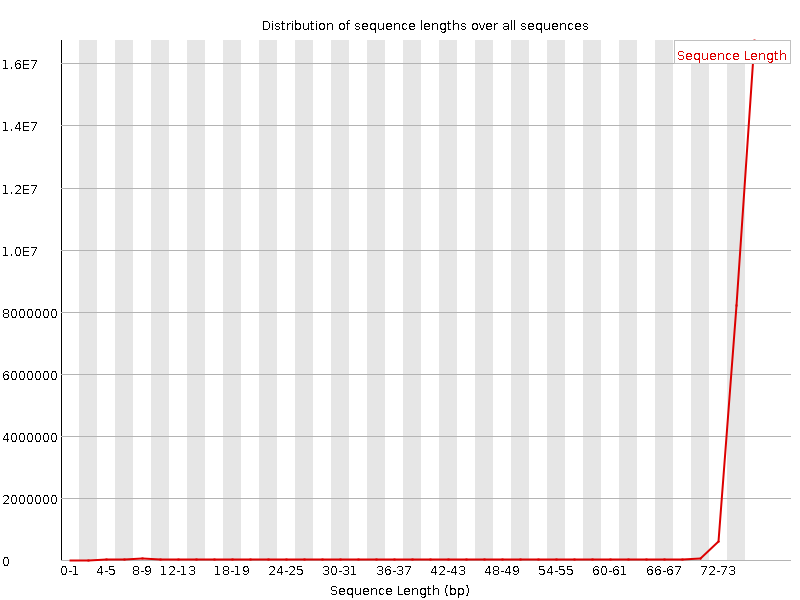 Distribution of sequence lengths over all sequences
Sequence Length
1.6E7
1.4E7
1.2E7
1.0E7
8000000
6000000
4000000
2000000
0
0-1 4-5 8-9 12-13 18-19 24-25 30-31 36-37 42-43 48-49 54-55 60-61 66-67 72-73
Sequence Length (bp)